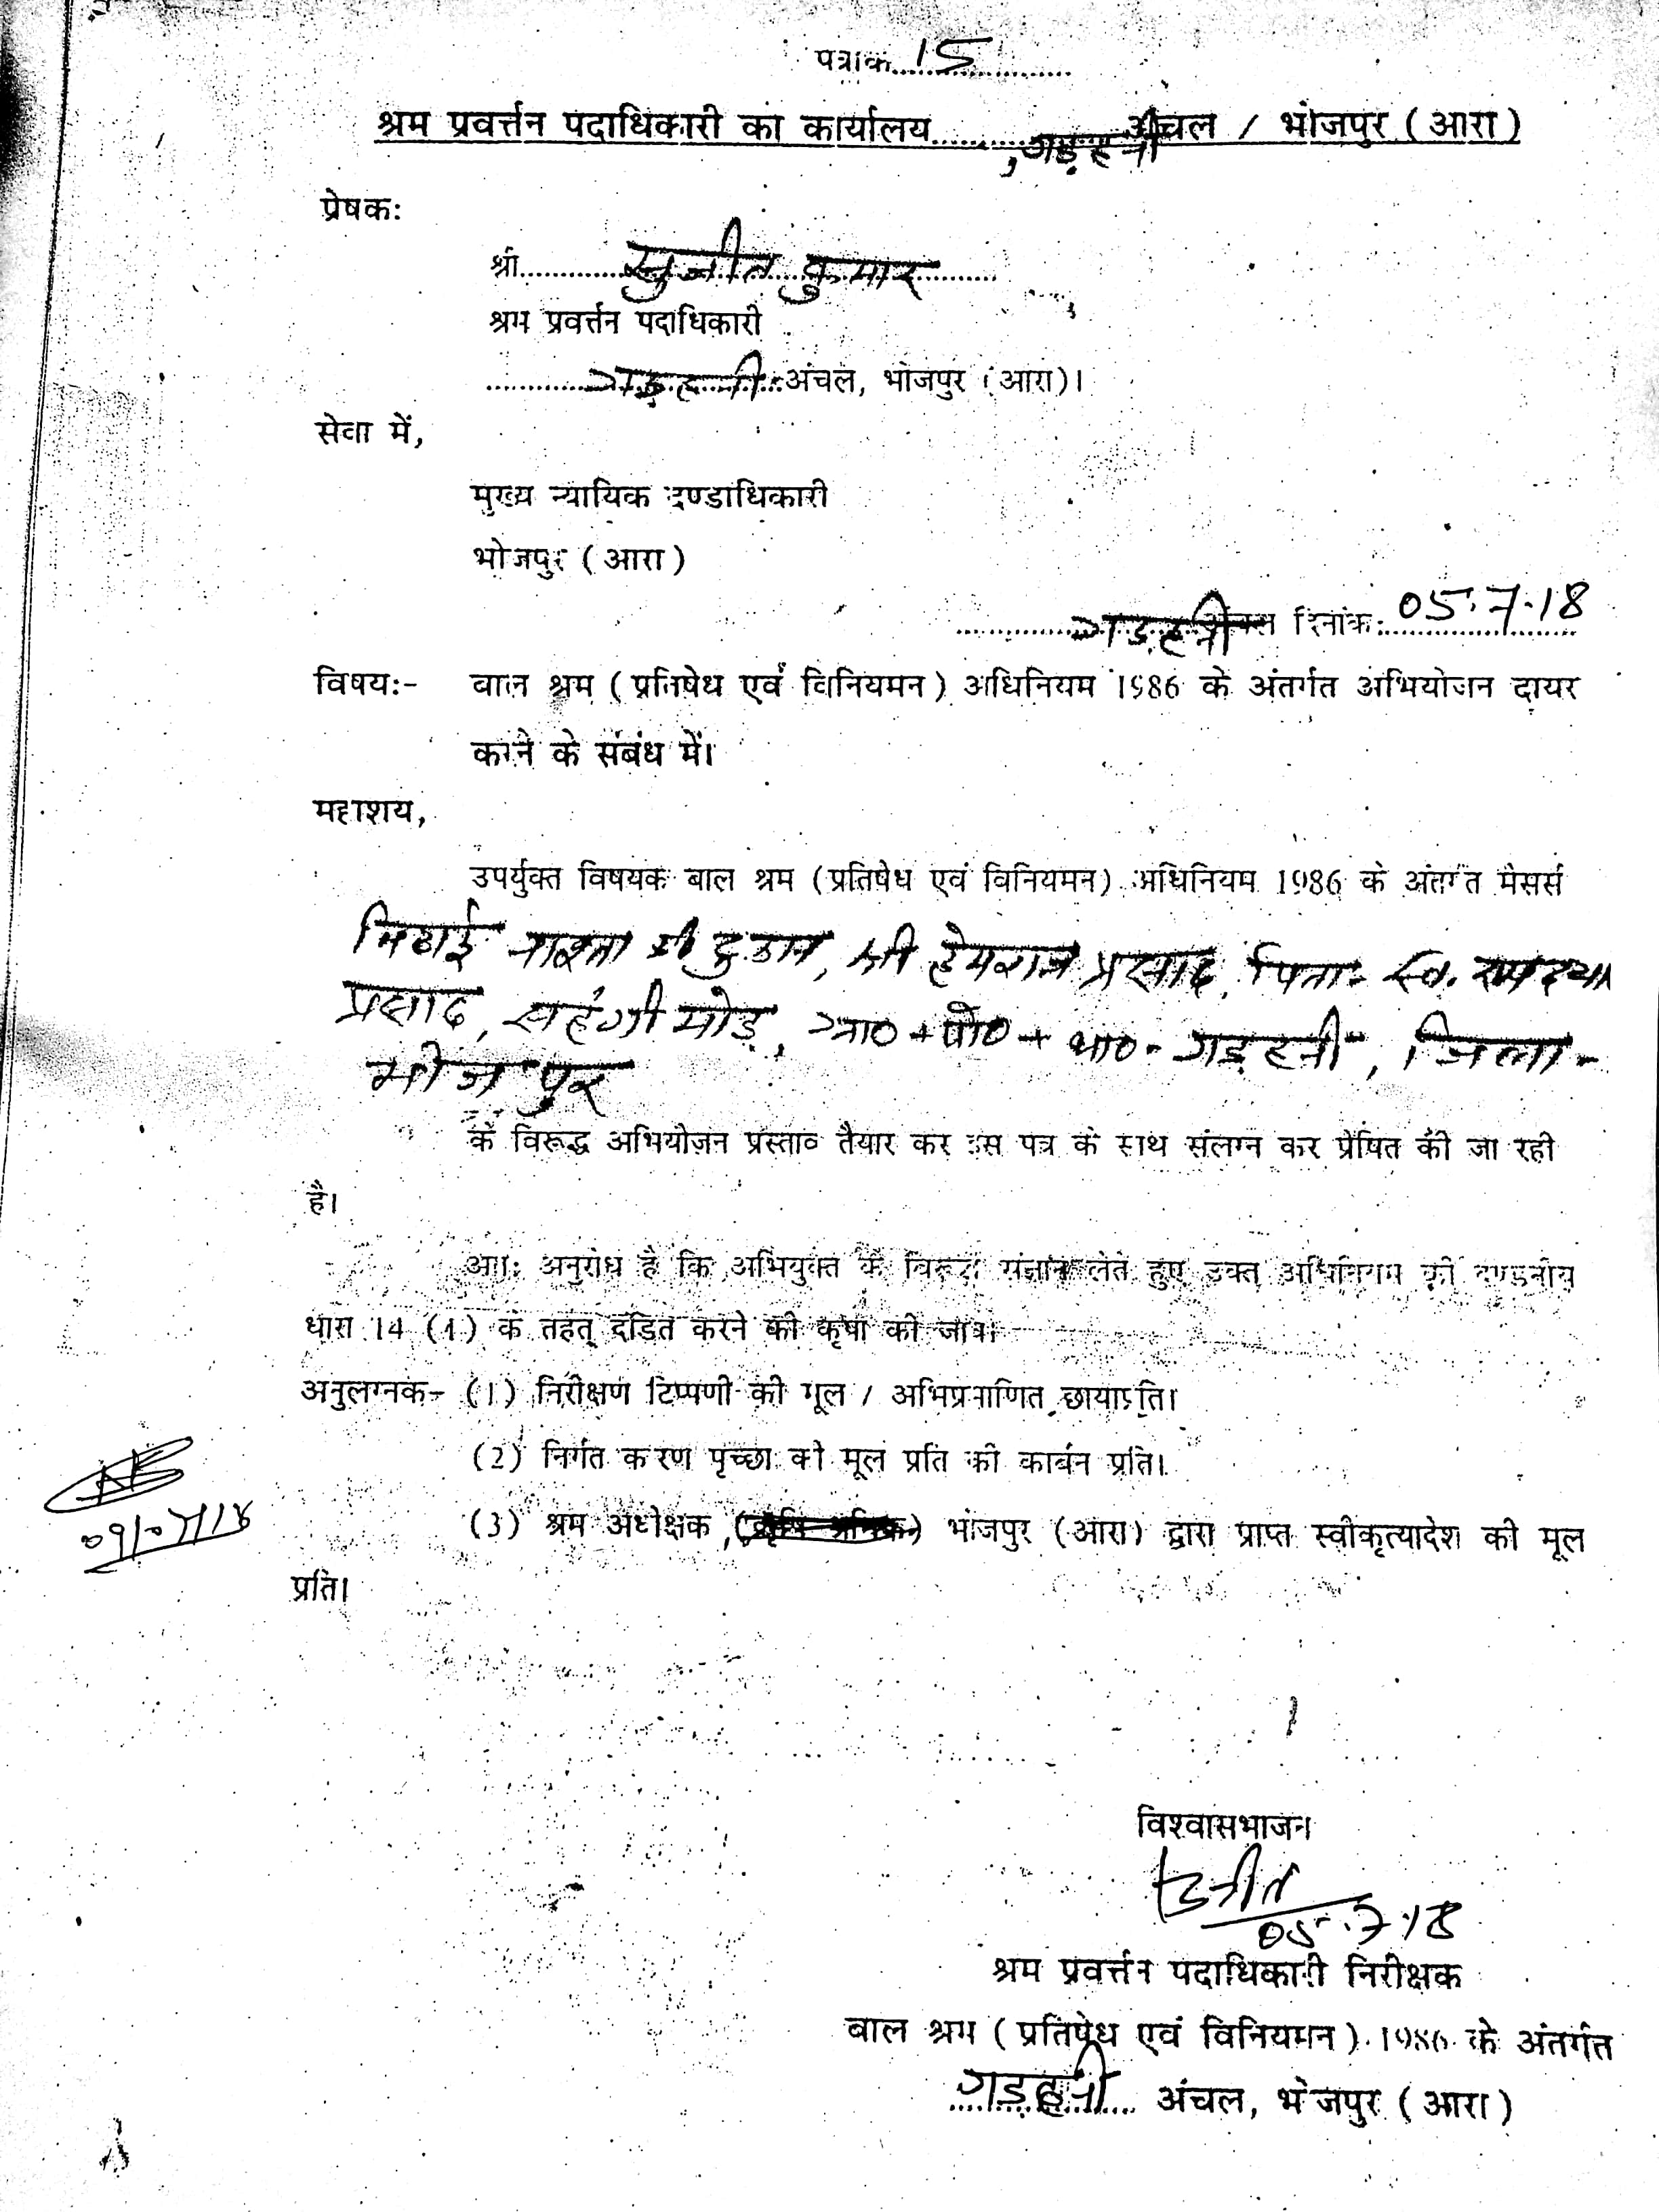 पत्रांक 15
श्रम प्रवर्त्तन पदाधिकारी का कार्यालय गड़हनी अंचल / भोजपुर (आरा)
प्रेषक:
श्री सुजीत कुमार
श्रम प्रवर्त्तन पदाधिकारी
गड़हनी अंचल, भोजपुर (आरा)।
सेवा में,
मुख्य न्यायिक दण्डाधिकारी
भोजपुर (आरा)
गड़हनी अंचल दिनांक: 05.7.18
विषय:- बाल श्रम (प्रतिषेध एवं विनियमन) अधिनियम 1986 के अंतर्गत अभियोजन दायर
करने के संबंध में।
महाशय,
उपर्युक्त विषयक बाल श्रम (प्रतिषेध एवं विनियमन) अधिनियम 1986 के अंतर्गत मैसर्स
मिठाई नाश्ता की दुकान, श्री हेमराज प्रसाद, पिता- स्व.
प्रसाद, मोड़, ग्रा० + पो० + था०- गड़हनी, जिला-
भोजपुर
के विरूद्ध अभियोजन प्रस्ताव तैयार कर इस पत्र के साथ संलग्न कर प्रेषित की जा रही
है।
अतः अनुरोध है कि अभियुक्त के विरूद्ध संज्ञान लेते हुए उक्त अधिनियम की दण्डनीय
धारा 14 (1) के तहत् दंडित करने की कृपा की जाय।
अनुलग्नक- (1) निरीक्षण टिप्पणी की मूल / अभिप्रमाणित छायाप्रति।
(2) निर्गत करण पृच्छा की मूल प्रति की कार्बन प्रति।
(3) श्रम अधीक्षक, भोजपुर (आरा) द्वारा प्राप्त स्वीकृत्यादेश की मूल
प्रति।
09/07/18
विश्वासभाजन
सुजीत
05.7.18
श्रम प्रवर्त्तन पदाधिकारी निरीक्षक
बाल श्रम (प्रतिषेध एवं विनियमन) 1986 के अंतर्गत
गड़हनी अंचल, भोजपुर (आरा)